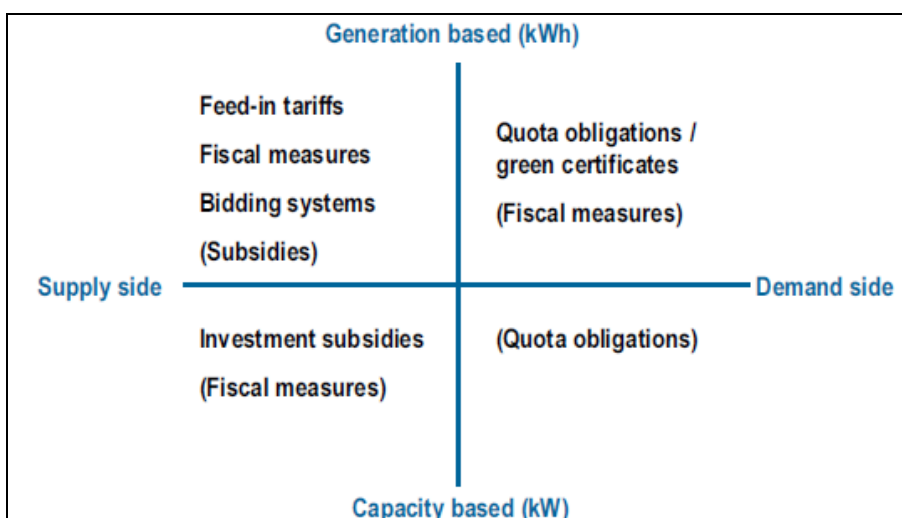 Generation based (kWh)
Feed-in tariffs
Fiscal measures
Bidding systems
(Subsidies)
Quota obligations /
green certificates
(Fiscal measures)
Supply side
Demand side
Investment subsidies
(Fiscal measures)
(Quota obligations)
Capacity based (kW)